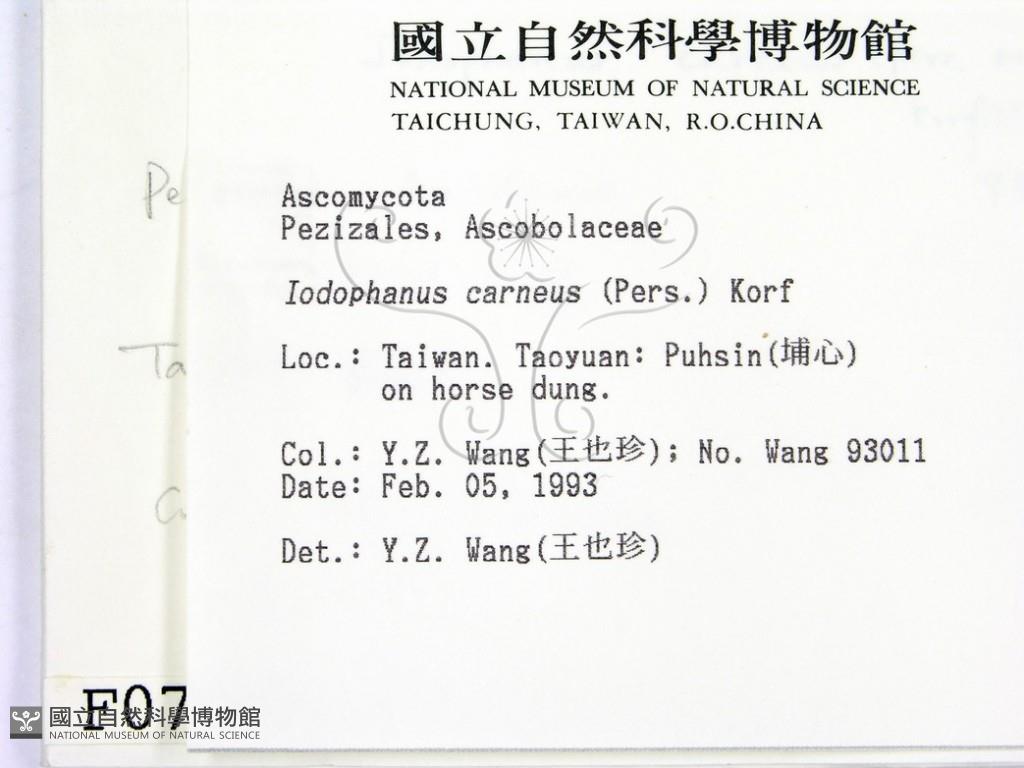 國立自然科學博物館
NATIONAL MUSEUM OF NATURAL SCIENCE
TAICHUNG, TAIWAN, R.O.CHINA
Pe
Ascomycota
Pezizales, Ascobolaceae
Iodophanus carneus (Pers.) Korf
Ta
Loc.: Taiwan. Taoyuan: Puhsin(埔心)
on horse dung.
Col.: Y.Z. Wang(王也珍); No. Wang 93011
Date: Feb. 05, 1993
Det.: Y.Z. Wang(王也珍)
F07
國立自然科學博物館
NATIONAL MUSEUM OF NATURAL SCIENCE